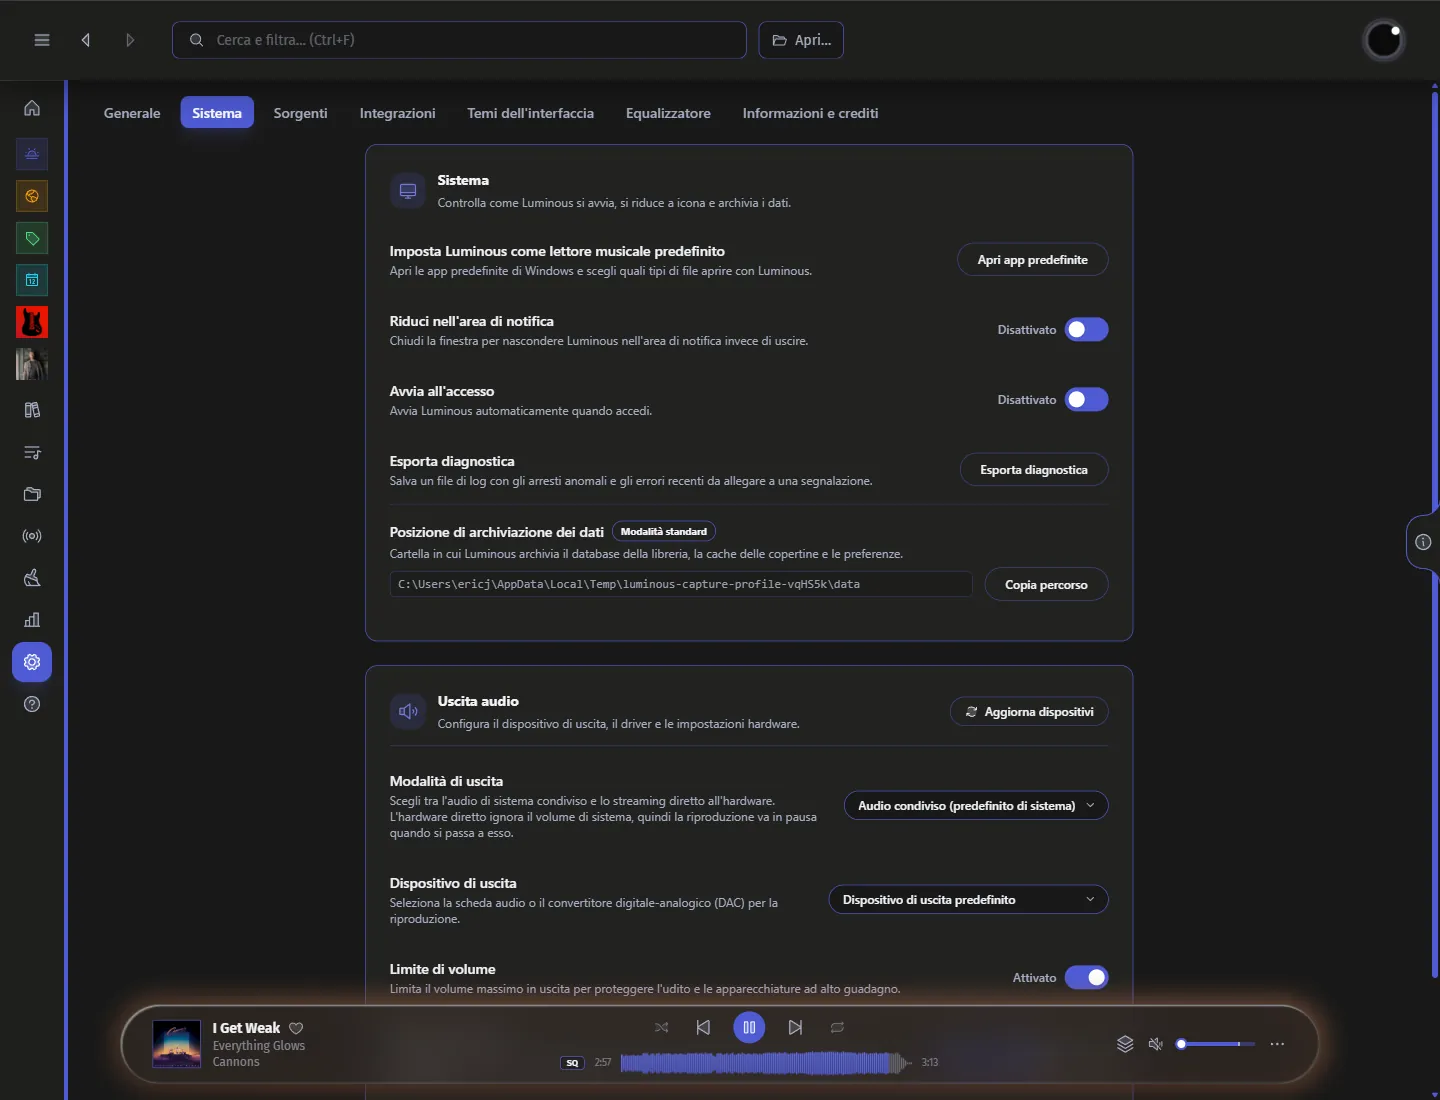 Cerca e filtra... (Ctrl+F)
Apri...
Generale
Sistema
Sorgenti
Integrazioni
Temi dell'interfaccia
Equalizzatore
Informazioni e crediti
12
Sistema
Controlla come Luminous si avvia, si riduce a icona e archivia i dati.
Imposta Luminous come lettore musicale predefinito
Apri le app predefinite di Windows e scegli quali tipi di file aprire con Luminous.
Apri app predefinite
Riduci nell'area di notifica
Chiudi la finestra per nascondere Luminous nell'area di notifica invece di uscire.
Disattivato
Avvia all'accesso
Avvia Luminous automaticamente quando accedi.
Disattivato
Esporta diagnostica
Salva un file di log con gli arresti anomali e gli errori recenti da allegare a una segnalazione.
Esporta diagnostica
Posizione di archiviazione dei dati
Modalità standard
Cartella in cui Luminous archivia il database della libreria, la cache delle copertine e le preferenze.
C:\Users\ericj\AppData\Local\Temp\luminous-capture-profile-vqHS5k\data
Copia percorso
Uscita audio
Configura il dispositivo di uscita, il driver e le impostazioni hardware.
Aggiorna dispositivi
Modalità di uscita
Scegli tra l'audio di sistema condiviso e lo streaming diretto all'hardware.
L'hardware diretto ignora il volume di sistema, quindi la riproduzione va in pausa
quando si passa a esso.
Audio condiviso (predefinito di sistema)
Dispositivo di uscita
Seleziona la scheda audio o il convertitore digitale-analogico (DAC) per la
riproduzione.
Dispositivo di uscita predefinito
Limite di volume
Limita il volume massimo in uscita per proteggere l'udito e le apparecchiature ad alto guadagno.
Attivato
I Get Weak
Everything Glows
Cannons
SQ
2:57
3:13